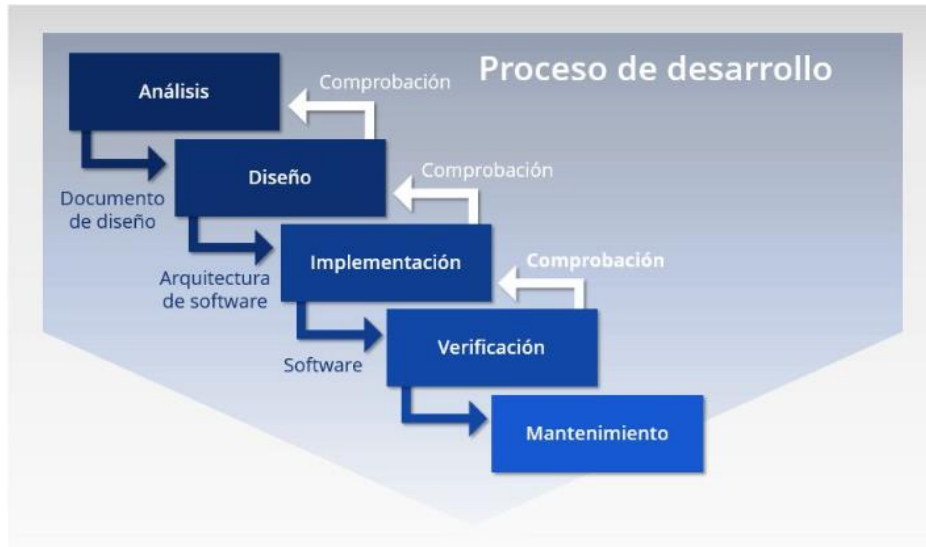 Proceso de desarrollo
Análisis
Comprobación
Documento
de diseño
Diseño
Comprobación
Arquitectura
de software
Implementación
Comprobación
Software
Verificación
Mantenimiento